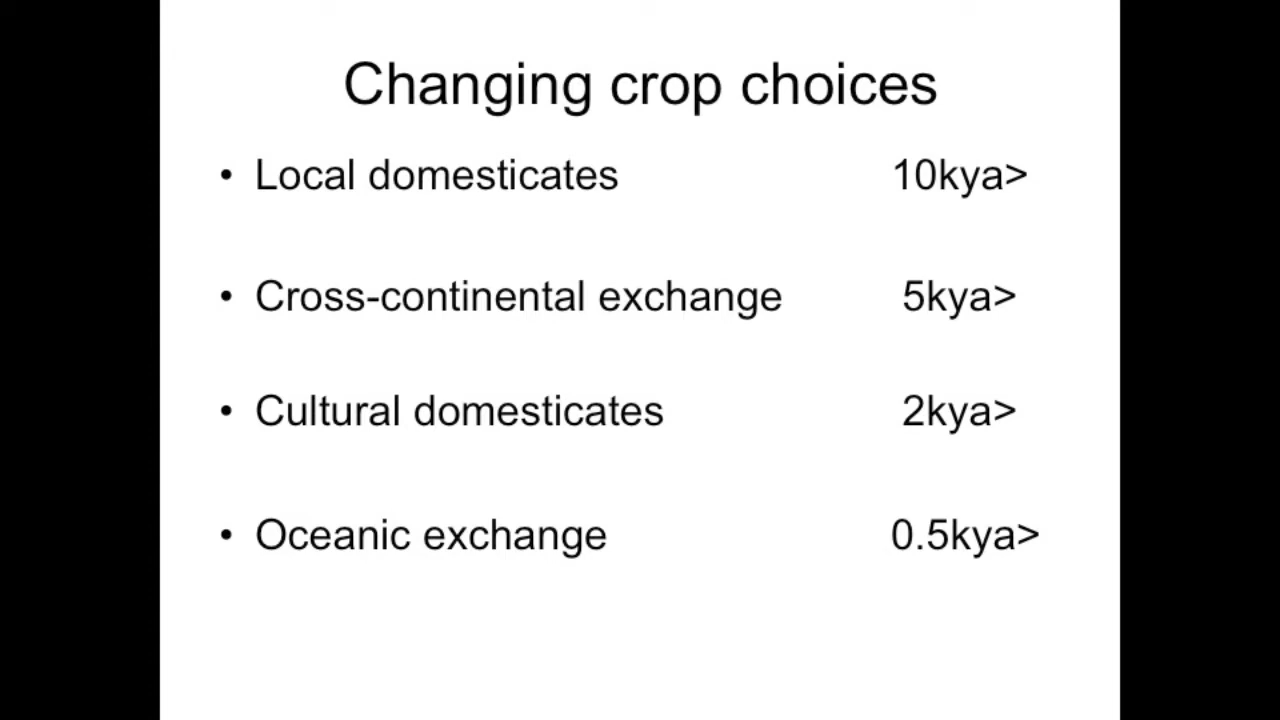 Changing crop choices
• Local domesticates 10kya>
• Cross-continental exchange 5kya>
• Cultural domesticates 2kya>
• Oceanic exchange 0.5kya>